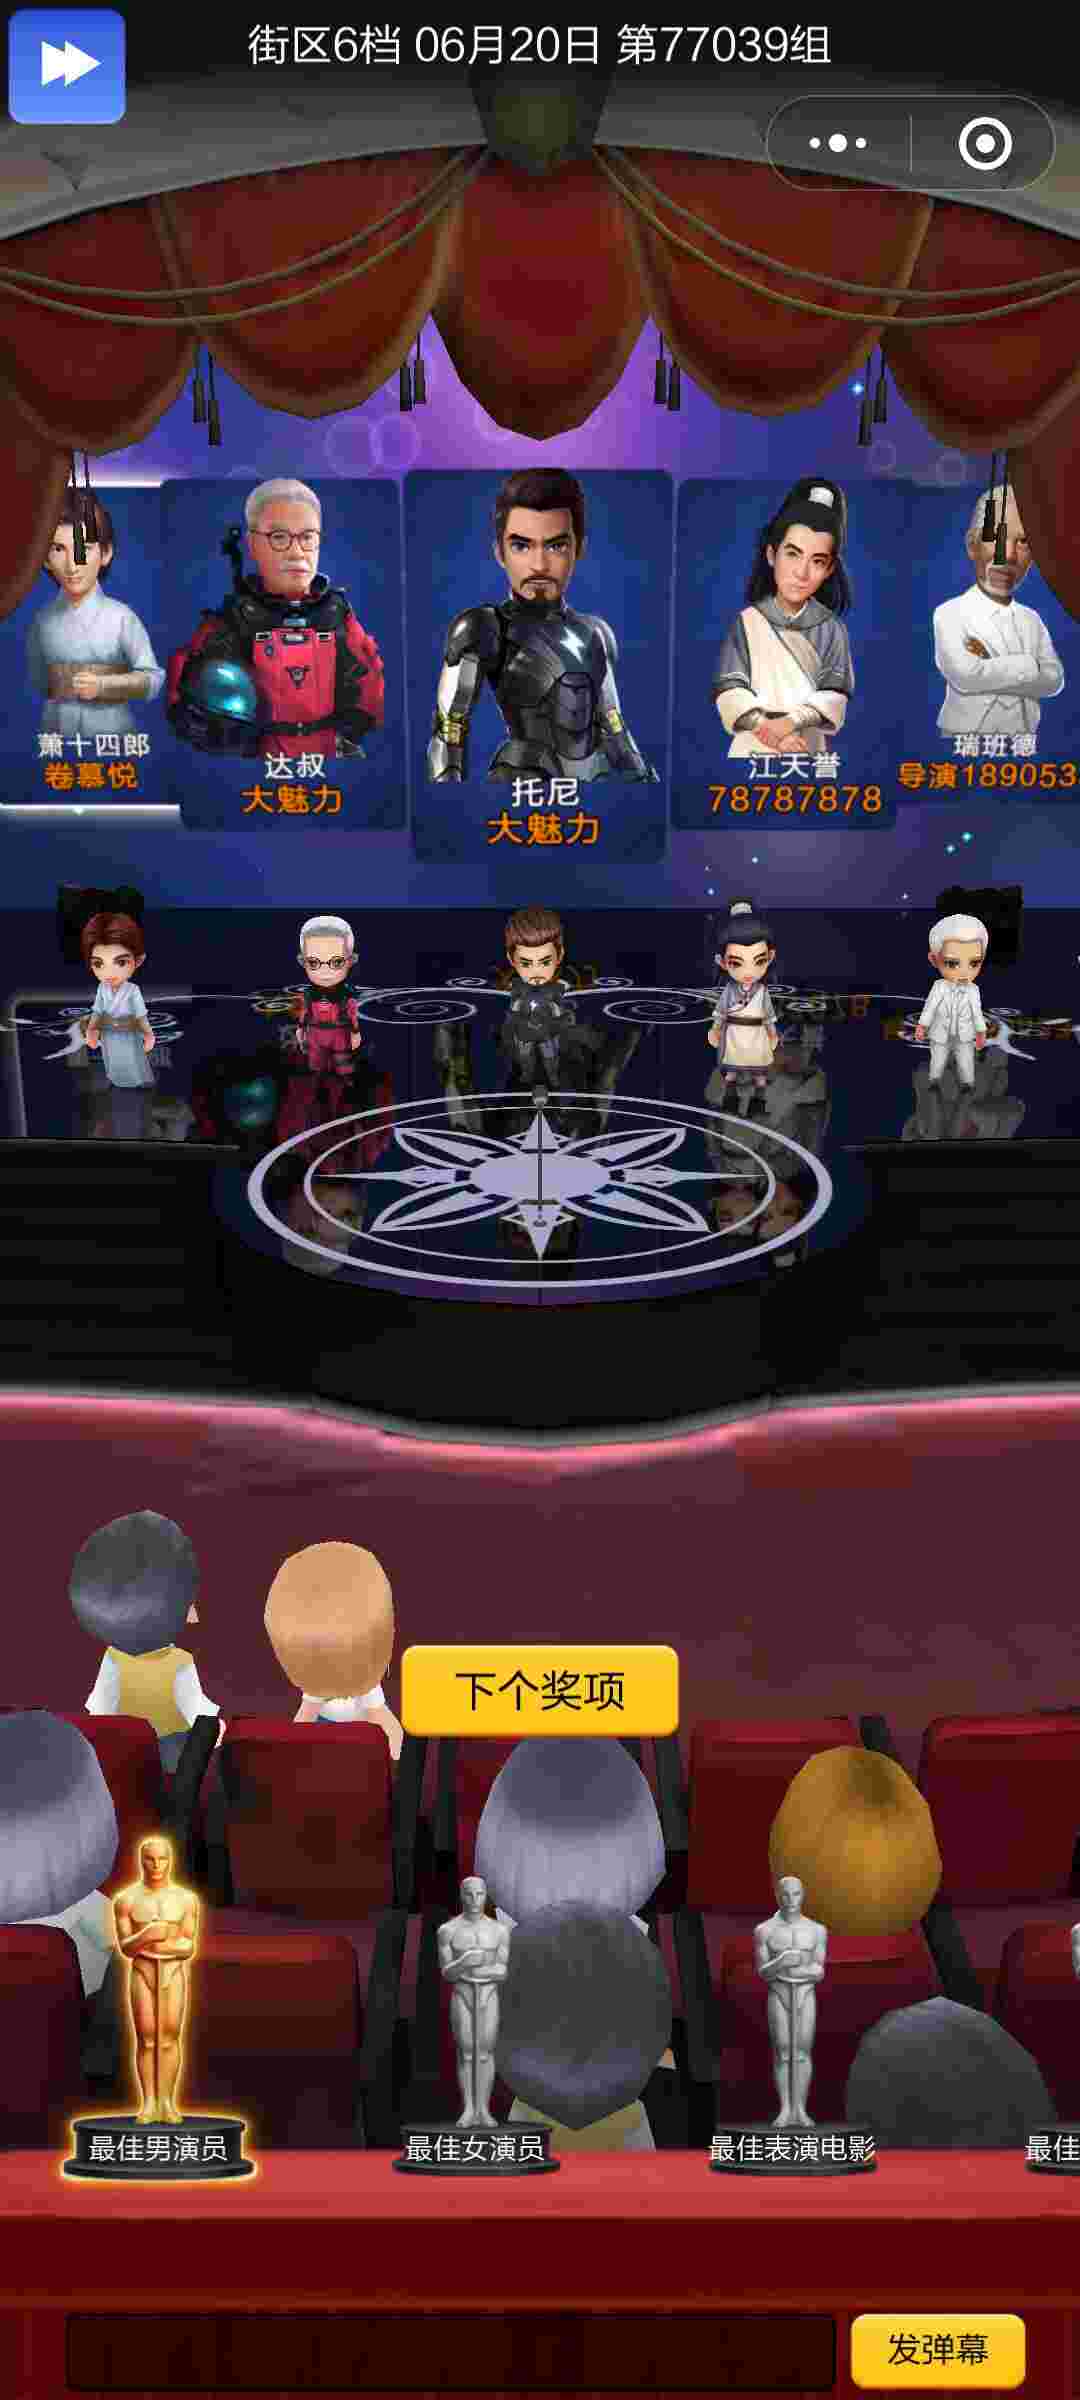 街区6档 06月20日 第77039组
萧十四郎
卷慕悦
达叔
大魅力
托尼
大魅力
江天誉
78787878
瑞班德
导演189053
下个奖项
最佳男演员
最佳女演员
最佳表演电影
最佳
发弹幕